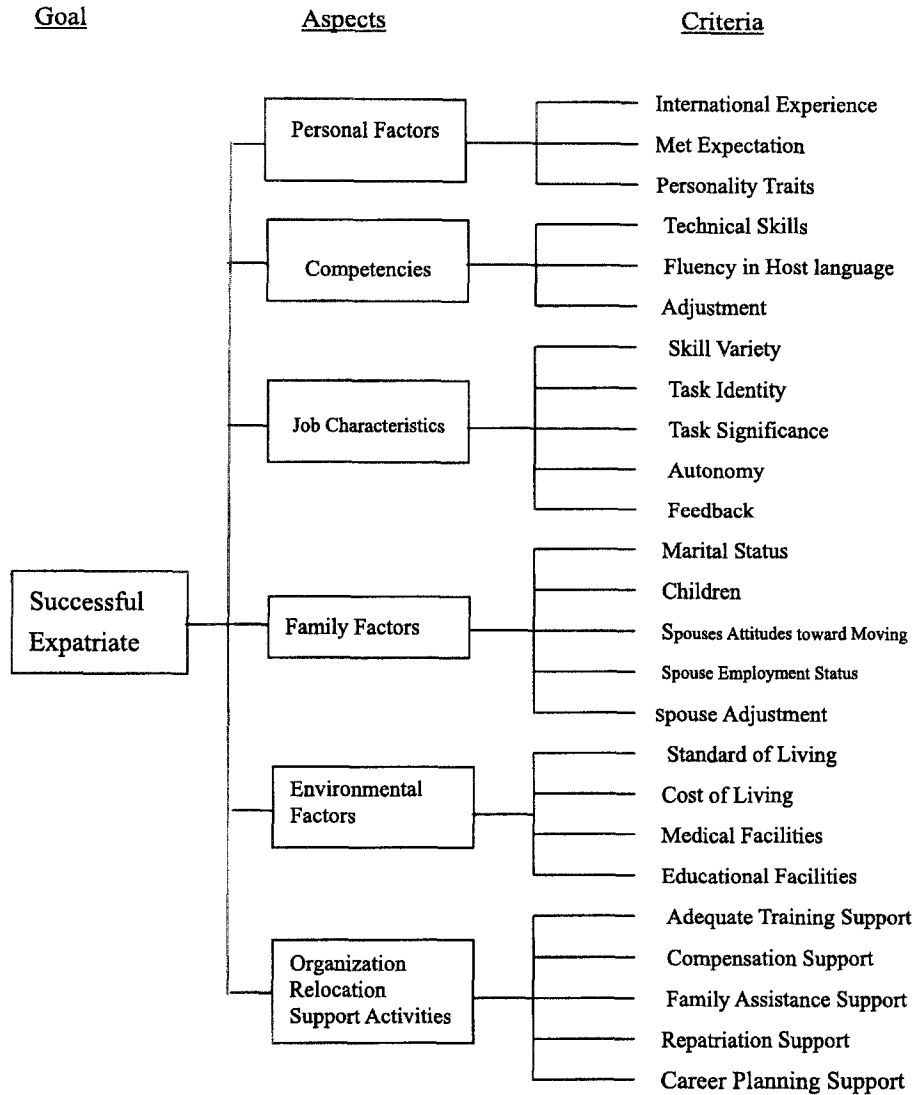 Goal
Aspects
Criteria
Personal Factors
International Experience
Met Expectation
Personality Traits
Competencies
Technical Skills
Fluency in Host language
Adjustment
Job Characteristics
Skill Variety
Task Identity
Task Significance
Autonomy
Feedback
Successful
Expatriate
Family Factors
Marital Status
Children
Spouses Attitudes toward Moving
Spouse Employment Status
spouse Adjustment
Environmental
Factors
Standard of Living
Cost of Living
Medical Facilities
Educational Facilities
Organization
Relocation
Support Activities
Adequate Training Support
Compensation Support
Family Assistance Support
Repatriation Support
Career Planning Support